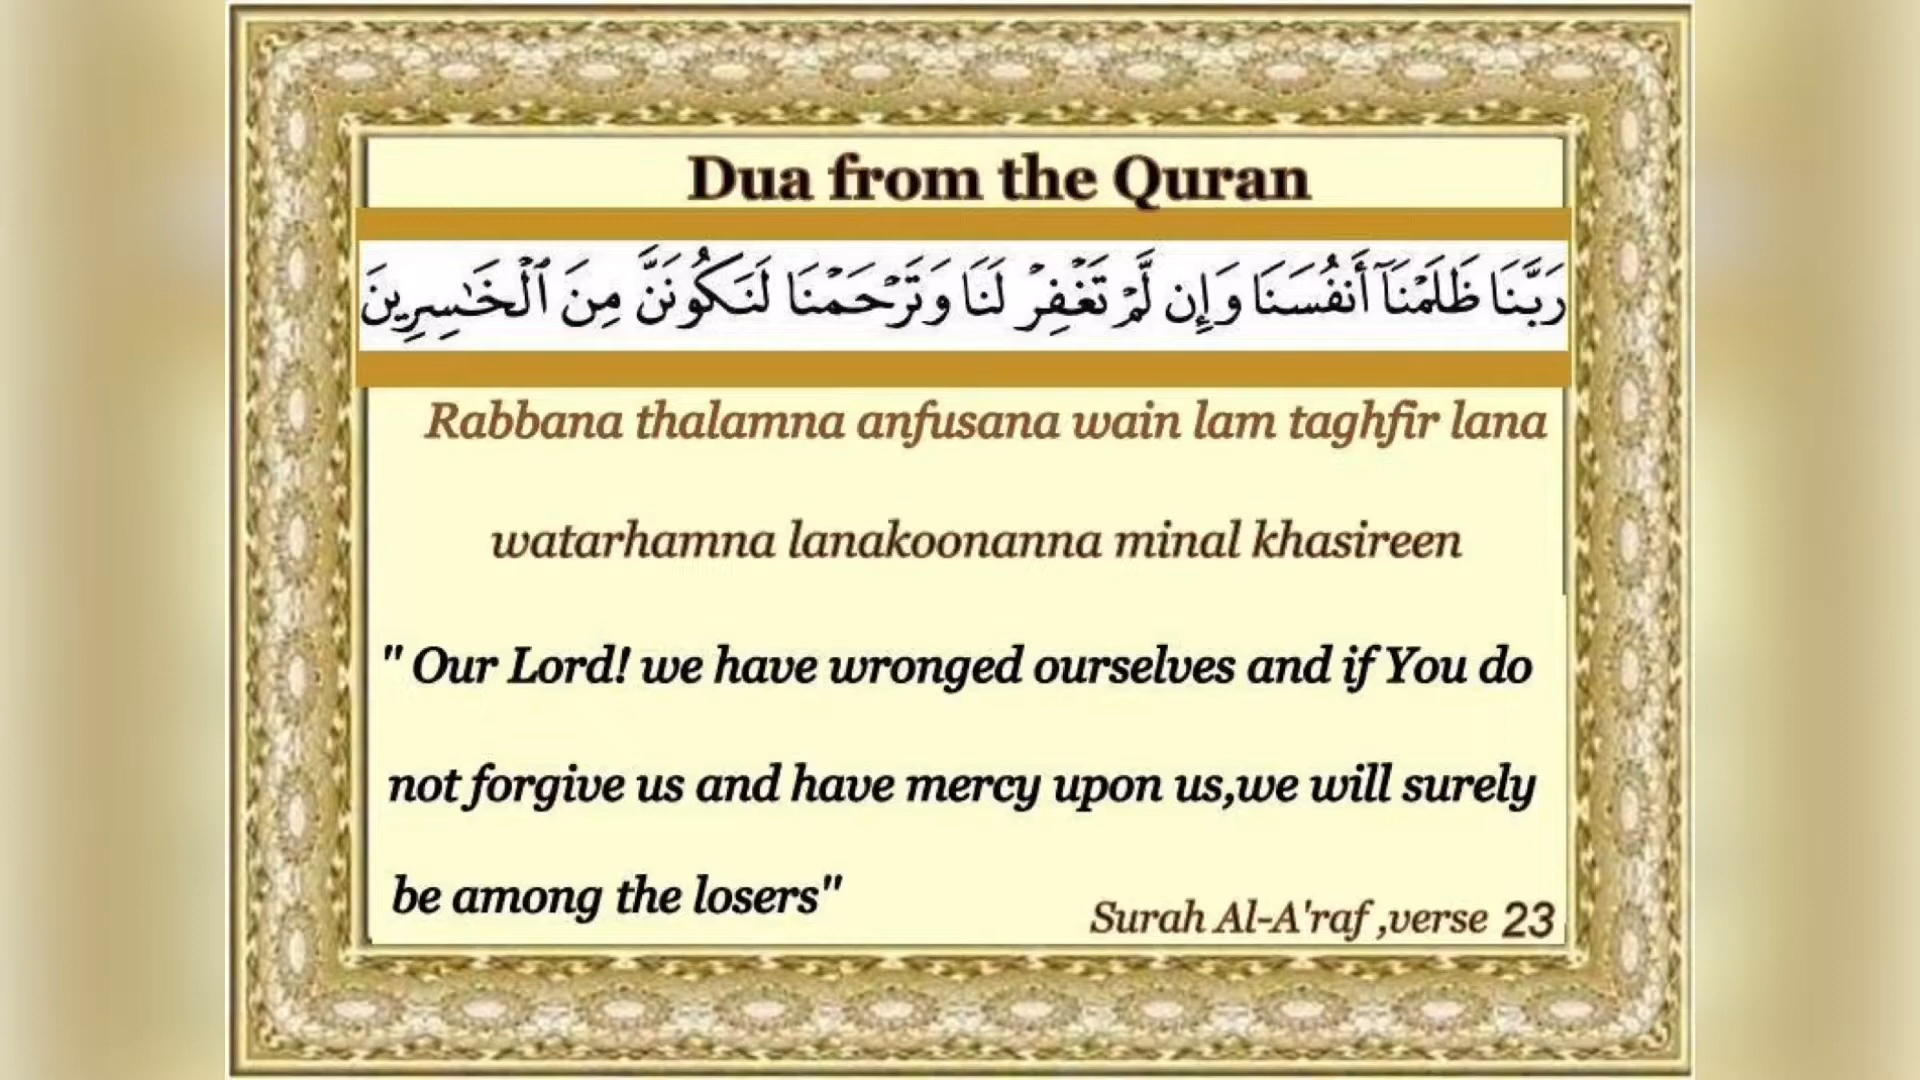 Dua from the Quran
رَبَّنَا ظَلَمْنَآ أَنفُسَنَا وَإِن لَّمْ تَغْفِرْ لَنَا وَتَرْحَمْنَا لَنَكُونَنَّ مِنَ ٱلْخَٰسِرِينَ
Rabbana thalamna anfusana wain lam taghfir lana
watarhamna lanakoonanna minal khasireen
" Our Lord! we have wronged ourselves and if You do
not forgive us and have mercy upon us,we will surely
be among the losers"
Surah Al-A'raf ,verse 23